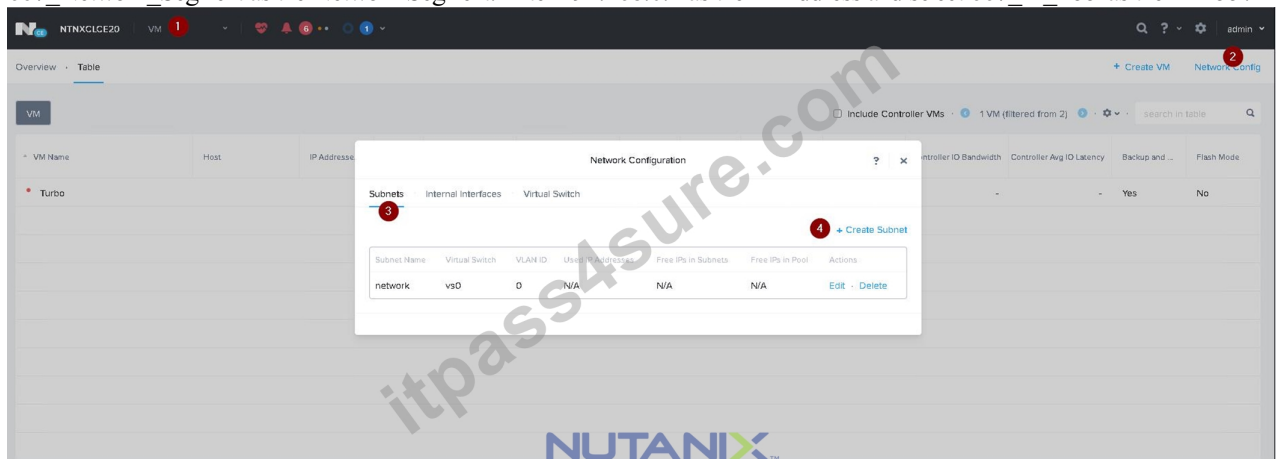 NTNXCLCE20 VM 1 6 1 ? admin
Overview · Table + Create VM 2 Network Config
VM Include Controller VMs · 1 VM (filtered from 2) · search in table
VM Name Host IP Addresse Network Configuration ? × ntroller IO Bandwidth Controller Avg IO Latency Backup and ... Flash Mode
Turbo - - Yes No
Subnets Internal Interfaces Virtual Switch
3
4 + Create Subnet
Subnet Name Virtual Switch VLAN ID Used IP Addresses Free IPs in Subnets Free IPs in Pool Actions
network vs0 0 N/A N/A N/A Edit · Delete
itpass4sure.com
NUTANIX